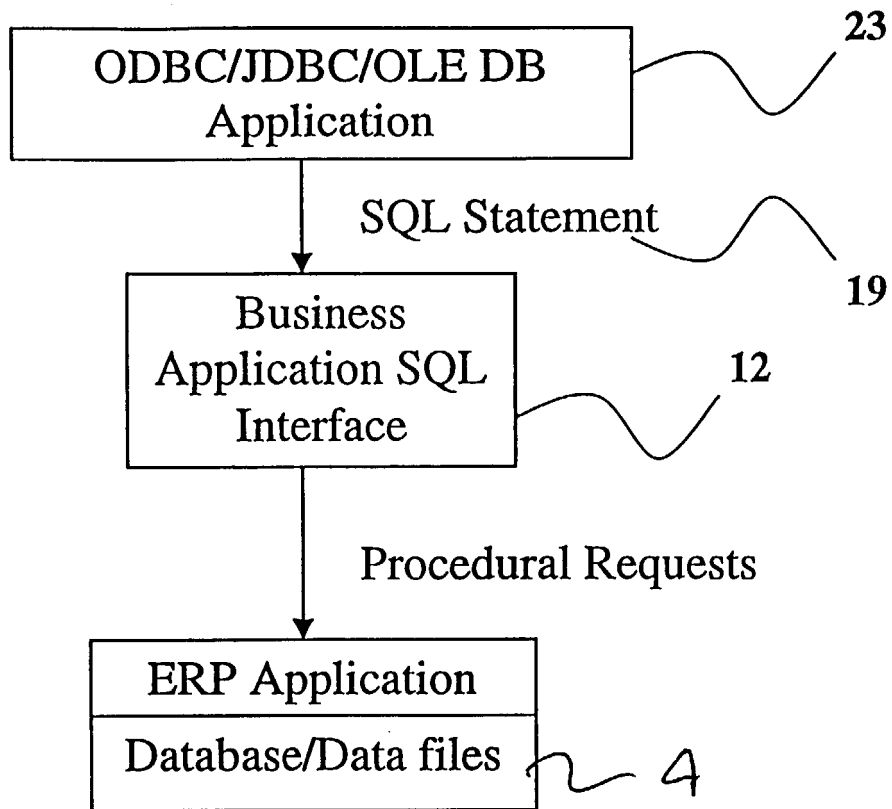 23
ODBC/JDBC/OLE DB
Application
SQL Statement
19
Business
Application SQL
Interface
12
Procedural Requests
ERP Application
Database/Data files
4